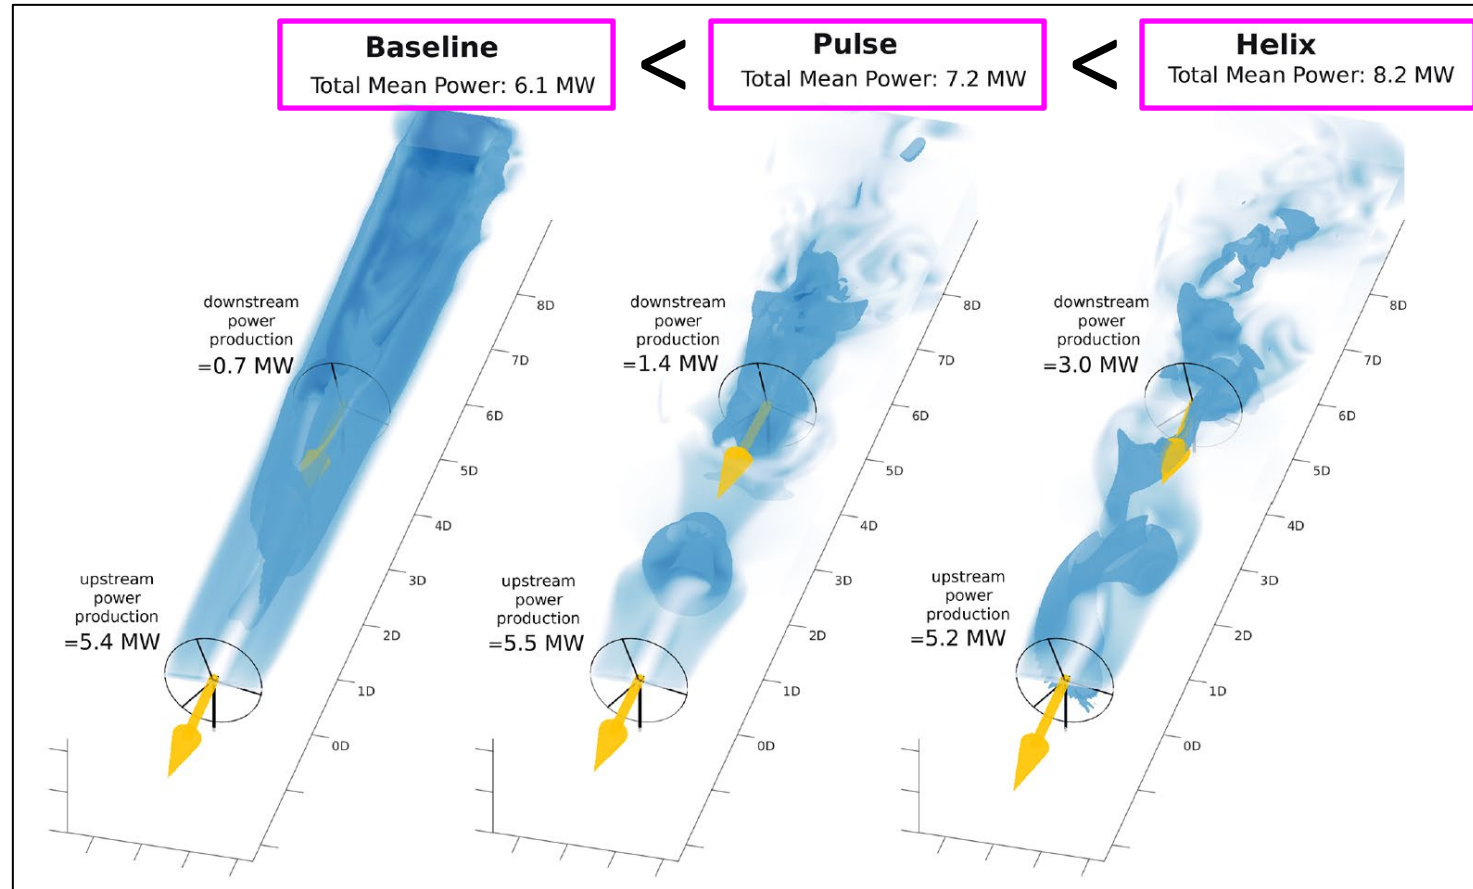 Baseline
Total Mean Power: 6.1 MW
<
Pulse
Total Mean Power: 7.2 MW
<
Helix
Total Mean Power: 8.2 MW
downstream
power
production
=0.7 MW
upstream
power
production
=5.4 MW
8D
7D
6D
5D
4D
3D
2D
1D
0D
downstream
power
production
=1.4 MW
upstream
power
production
=5.5 MW
8D
7D
6D
5D
4D
3D
2D
1D
0D
downstream
power
production
=3.0 MW
upstream
power
production
=5.2 MW
8D
7D
6D
5D
4D
3D
2D
1D
0D